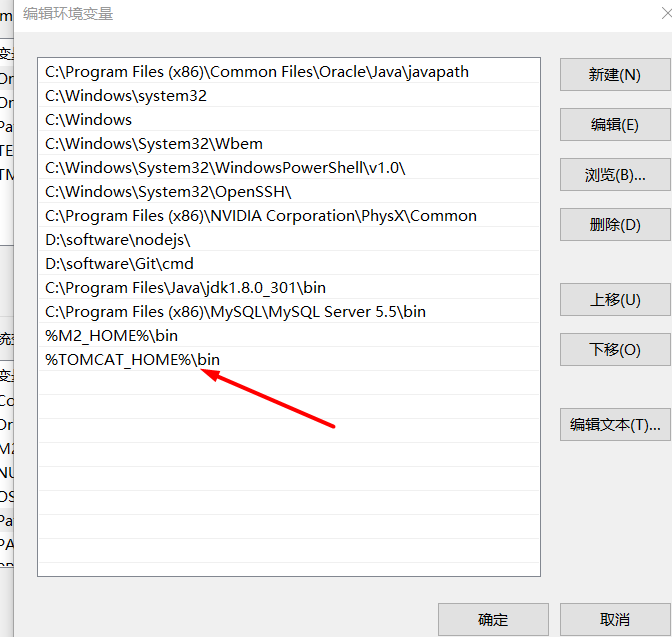 编辑环境变量
C:\Program Files (x86)\Common Files\Oracle\Java\javapath
C:\Windows\system32
C:\Windows
C:\Windows\System32\Wbem
C:\Windows\System32\WindowsPowerShell\v1.0\
C:\Windows\System32\OpenSSH\
C:\Program Files (x86)\NVIDIA Corporation\PhysX\Common
D:\software\nodejs\
D:\software\Git\cmd
C:\Program Files\Java\jdk1.8.0_301\bin
C:\Program Files (x86)\MySQL\MySQL Server 5.5\bin
%M2_HOME%\bin
%TOMCAT_HOME%\bin
新建(N)
编辑(E)
浏览(B)...
删除(D)
上移(U)
下移(O)
编辑文本(T)...
确定
取消